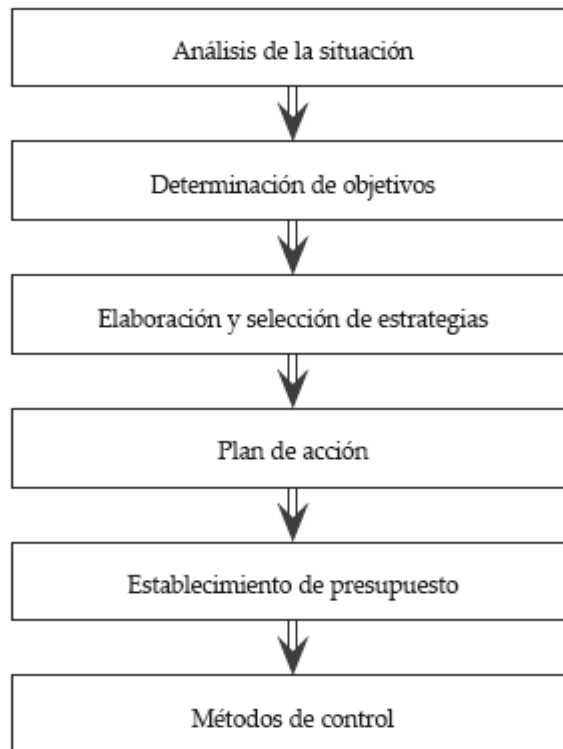 Análisis de la situación
Determinación de objetivos
Elaboración y selección de estrategias
Plan de acción
Establecimiento de presupuesto
Métodos de control